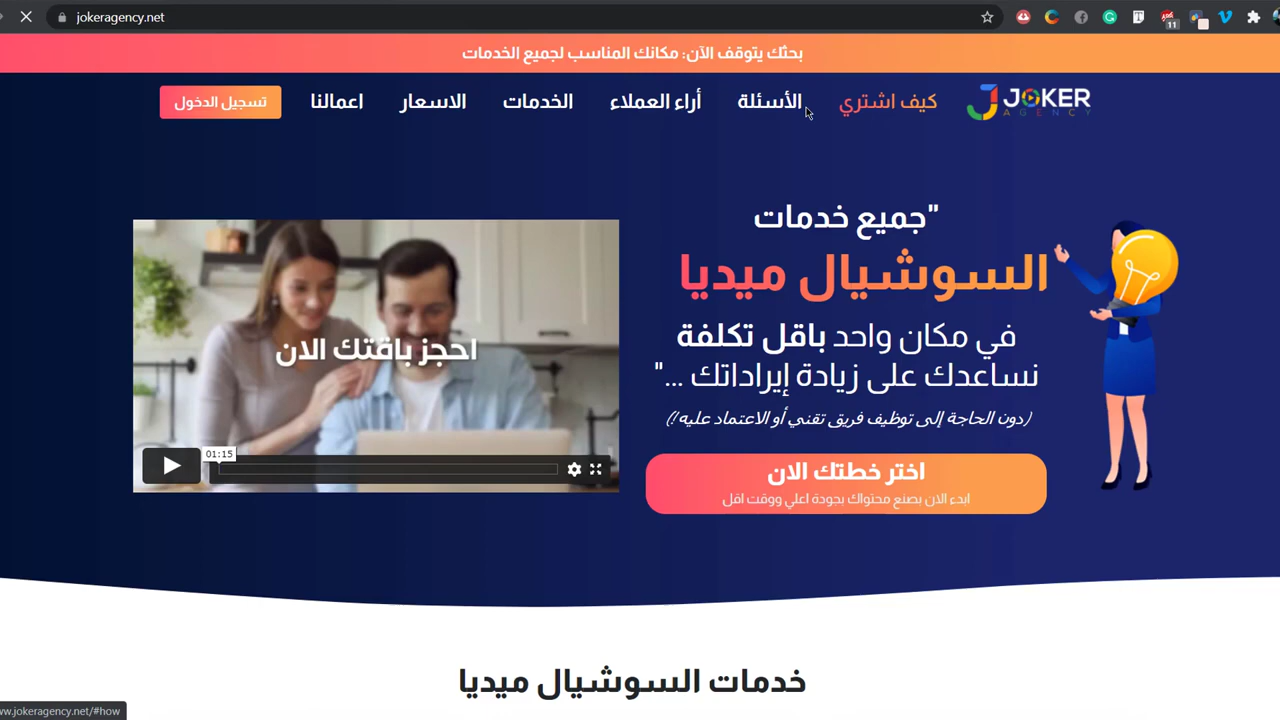 jokeragency.net
11
بحثك يتوقف الآن: مكانك المناسب لجميع الخدمات
JOKER
AGENCY
كيف اشتري
الأسئلة
أراء العملاء
الخدمات
الاسعار
اعمالنا
تسجيل الدخول
"جميع خدمات
السوشيال ميديا
في مكان واحد باقل تكلفة
نساعدك على زيادة إيراداتك ..."
(دون الحاجة إلى توظيف فريق تقني أو الاعتماد عليه!)
اختر خطتك الان
ابدء الان بصنع محتواك بجودة اعلي ووقت اقل
احجز باقتك الان
01:15
خدمات السوشيال ميديا
ww.jokeragency.net/#how